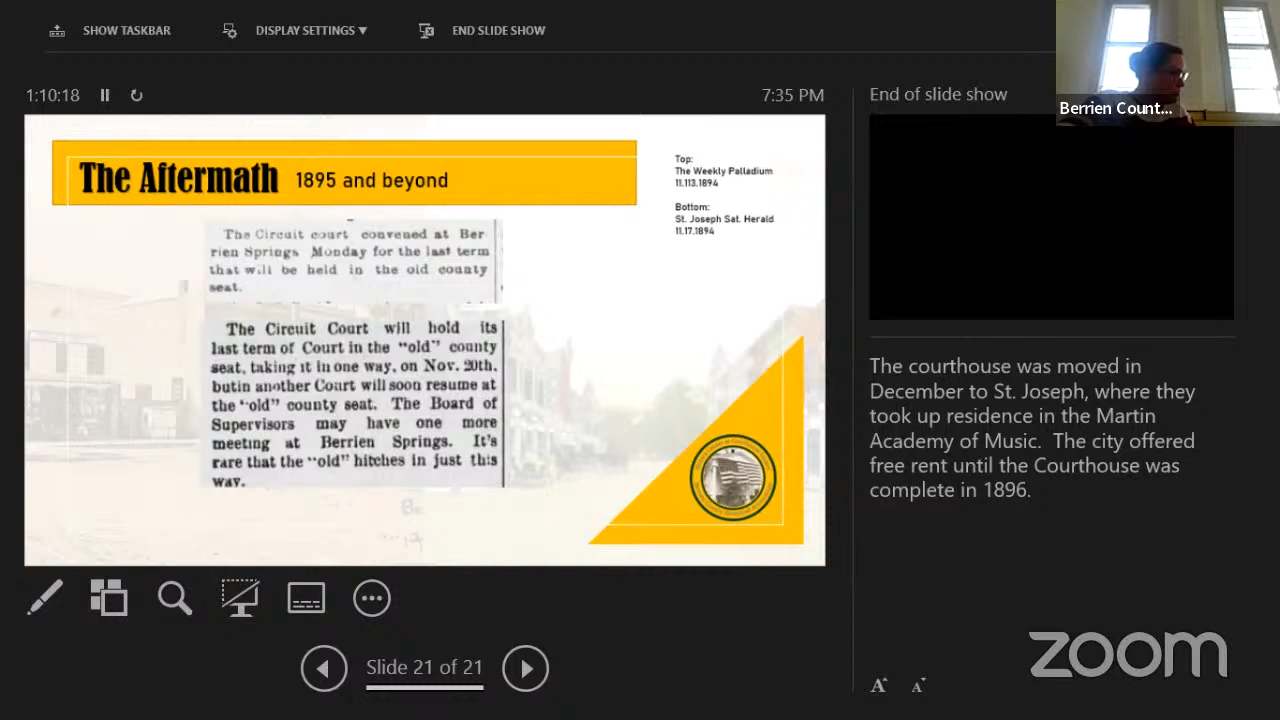 SHOW TASKBAR
DISPLAY SETTINGS ▼
END SLIDE SHOW
1:10:18
7:35 PM
End of slide show
Berrien Count...
The Aftermath 1895 and beyond
Top:
The Weekly Palladium
11.113.1894
Bottom:
St. Joseph Sat. Herald
11.17.1894
The Circuit court convened at Ber
rien Springs Monday for the last term
that will be held in the old county
seat.
The Circuit Court will hold its
last term of Court in the "old" county
seat, taking it in one way, on Nov. 20th,
butin another Court will soon resume at
the "old" county seat. The Board of
Supervisors may have one more
meeting at Berrien Springs. It's
rare that the "old" hitches in just this
way.
The courthouse was moved in
December to St. Joseph, where they
took up residence in the Martin
Academy of Music. The city offered
free rent until the Courthouse was
complete in 1896.
Slide 21 of 21
A A
zoom